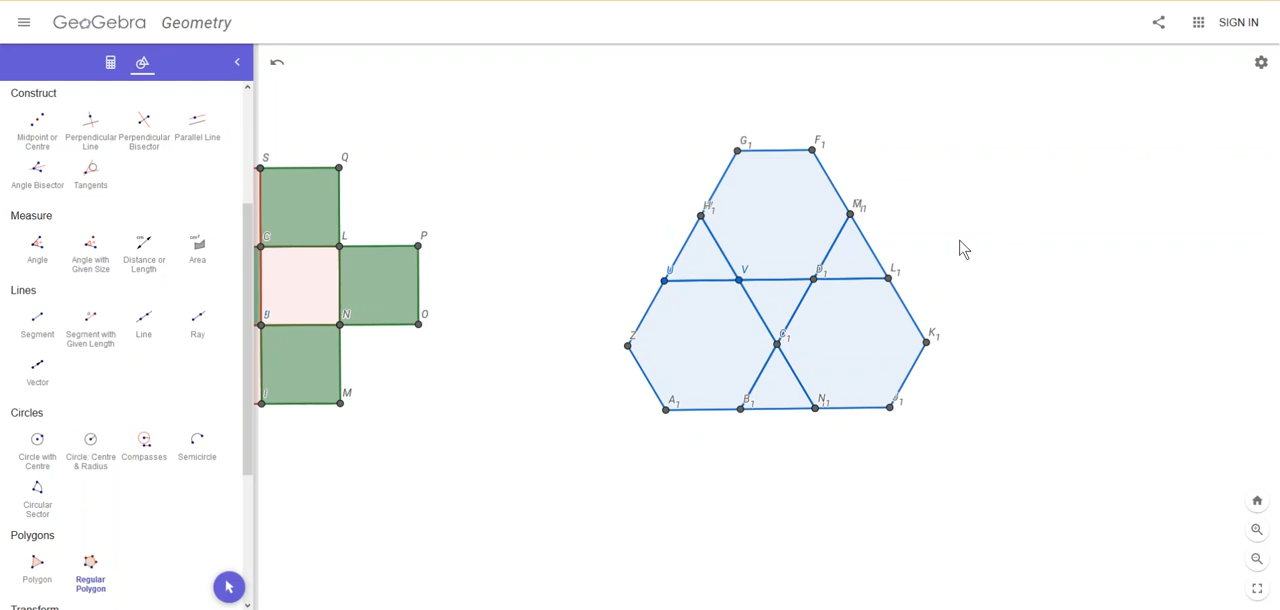 GeoGebra Geometry SIGN IN
Construct
Midpoint or Centre
Perpendicular Line
Perpendicular Bisector
Parallel Line
Angle Bisector
Tangents
Measure
Angle
Angle with Given Size
Distance or Length
Area
Lines
Segment
Segment with Given Length
Line
Ray
Vector
Circles
Circle with Centre
Circle: Centre & Radius
Compasses
Semicircle
Circular Sector
Polygons
Polygon
Regular Polygon
Transform
S Q
L P
N O
M
G1 F1
H1
U V D1 L1
Z C1 K1
A1 B1 N1